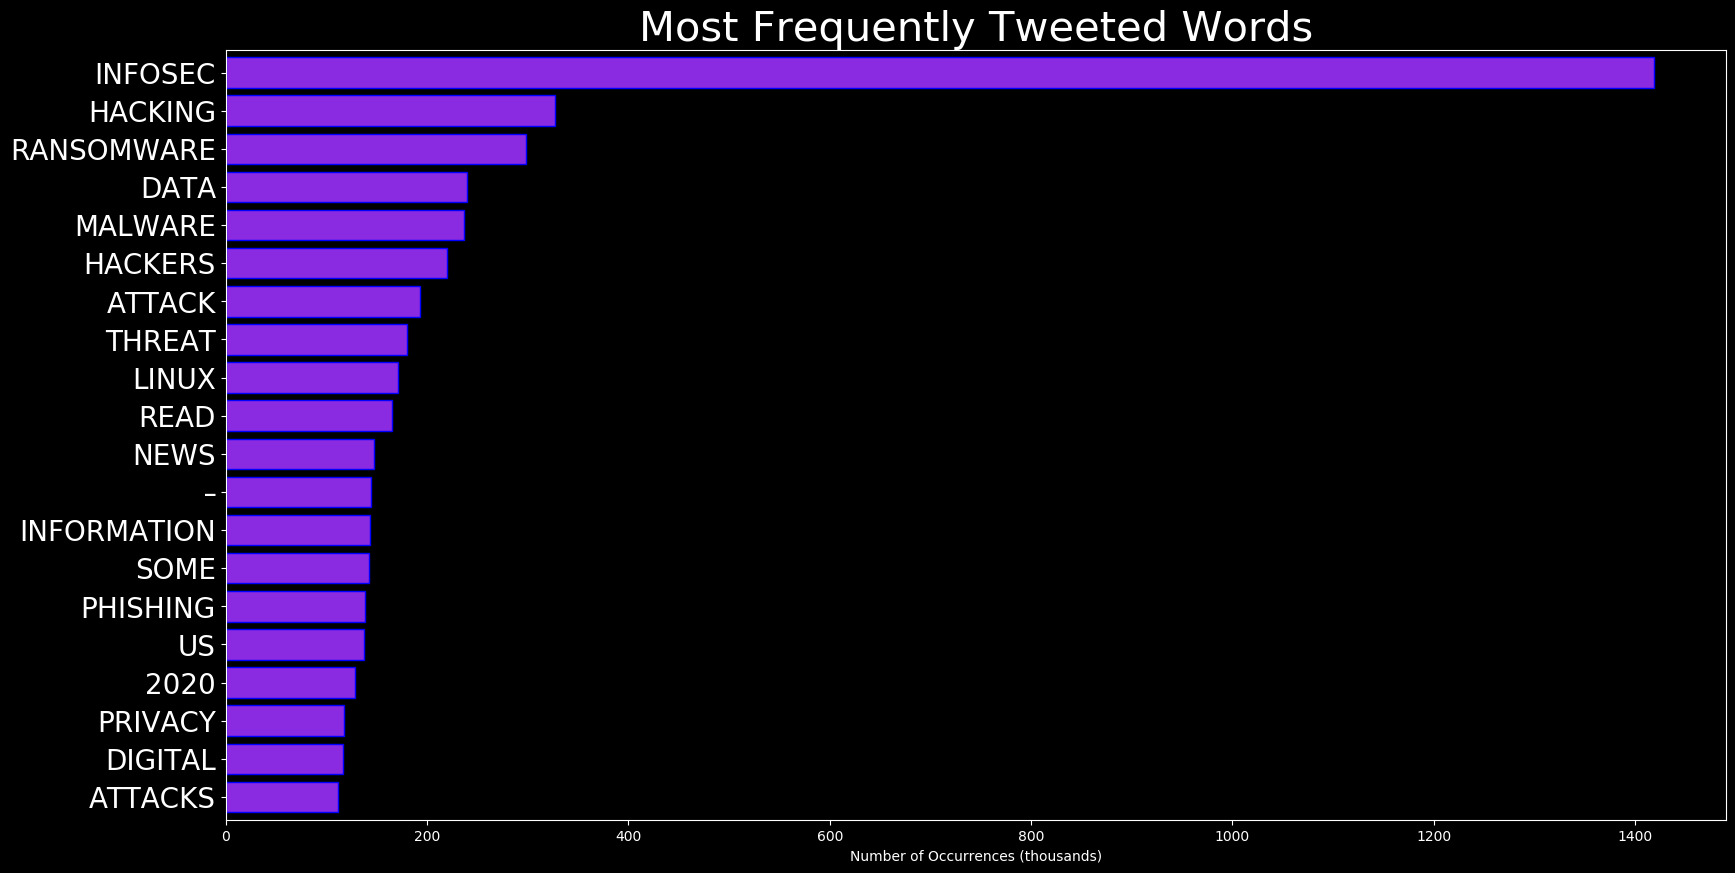 Most Frequently Tweeted Words
INFOSEC
HACKING
RANSOMWARE
DATA
MALWARE
HACKERS
ATTACK
THREAT
LINUX
READ
NEWS
–
INFORMATION
SOME
PHISHING
US
2020
PRIVACY
DIGITAL
ATTACKS
0 200 400 600 800 1000 1200 1400
Number of Occurrences (thousands)